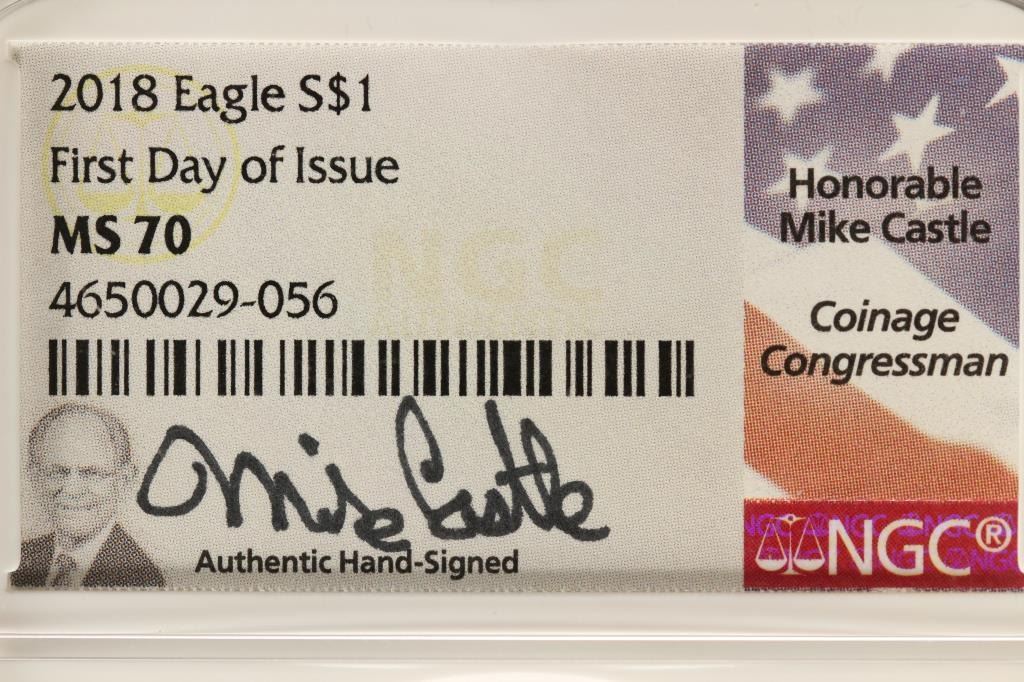 2018 Eagle S$1
First Day of Issue
MS 70
4650029-056
NGC
Mike Castle
Authentic Hand-Signed
Honorable
Mike Castle
Coinage
Congressman
NGC®